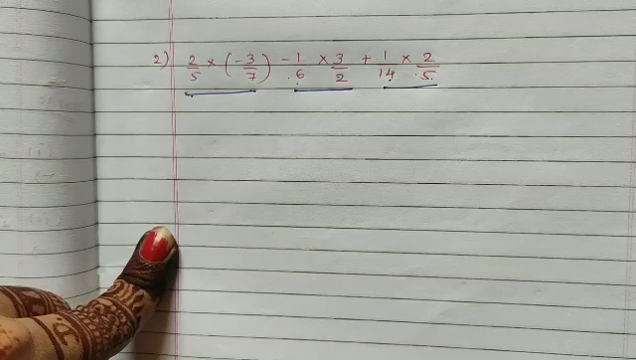 2) 2/5 × (-3/7) - 1/6 × 3/2 + 1/14 × 2/5